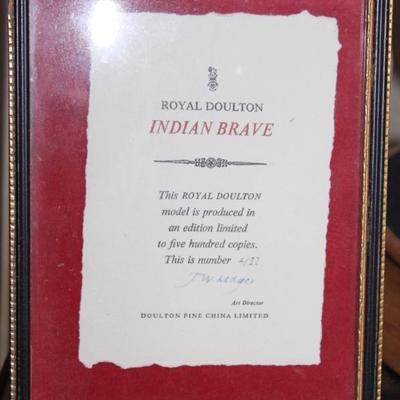 ROYAL DOULTON
INDIAN BRAVE
This ROYAL DOULTON
model is produced in
an edition limited
to five hundred copies.
This is number
J W Ledger
Art Director
DOULTON FINE CHINA LIMITED